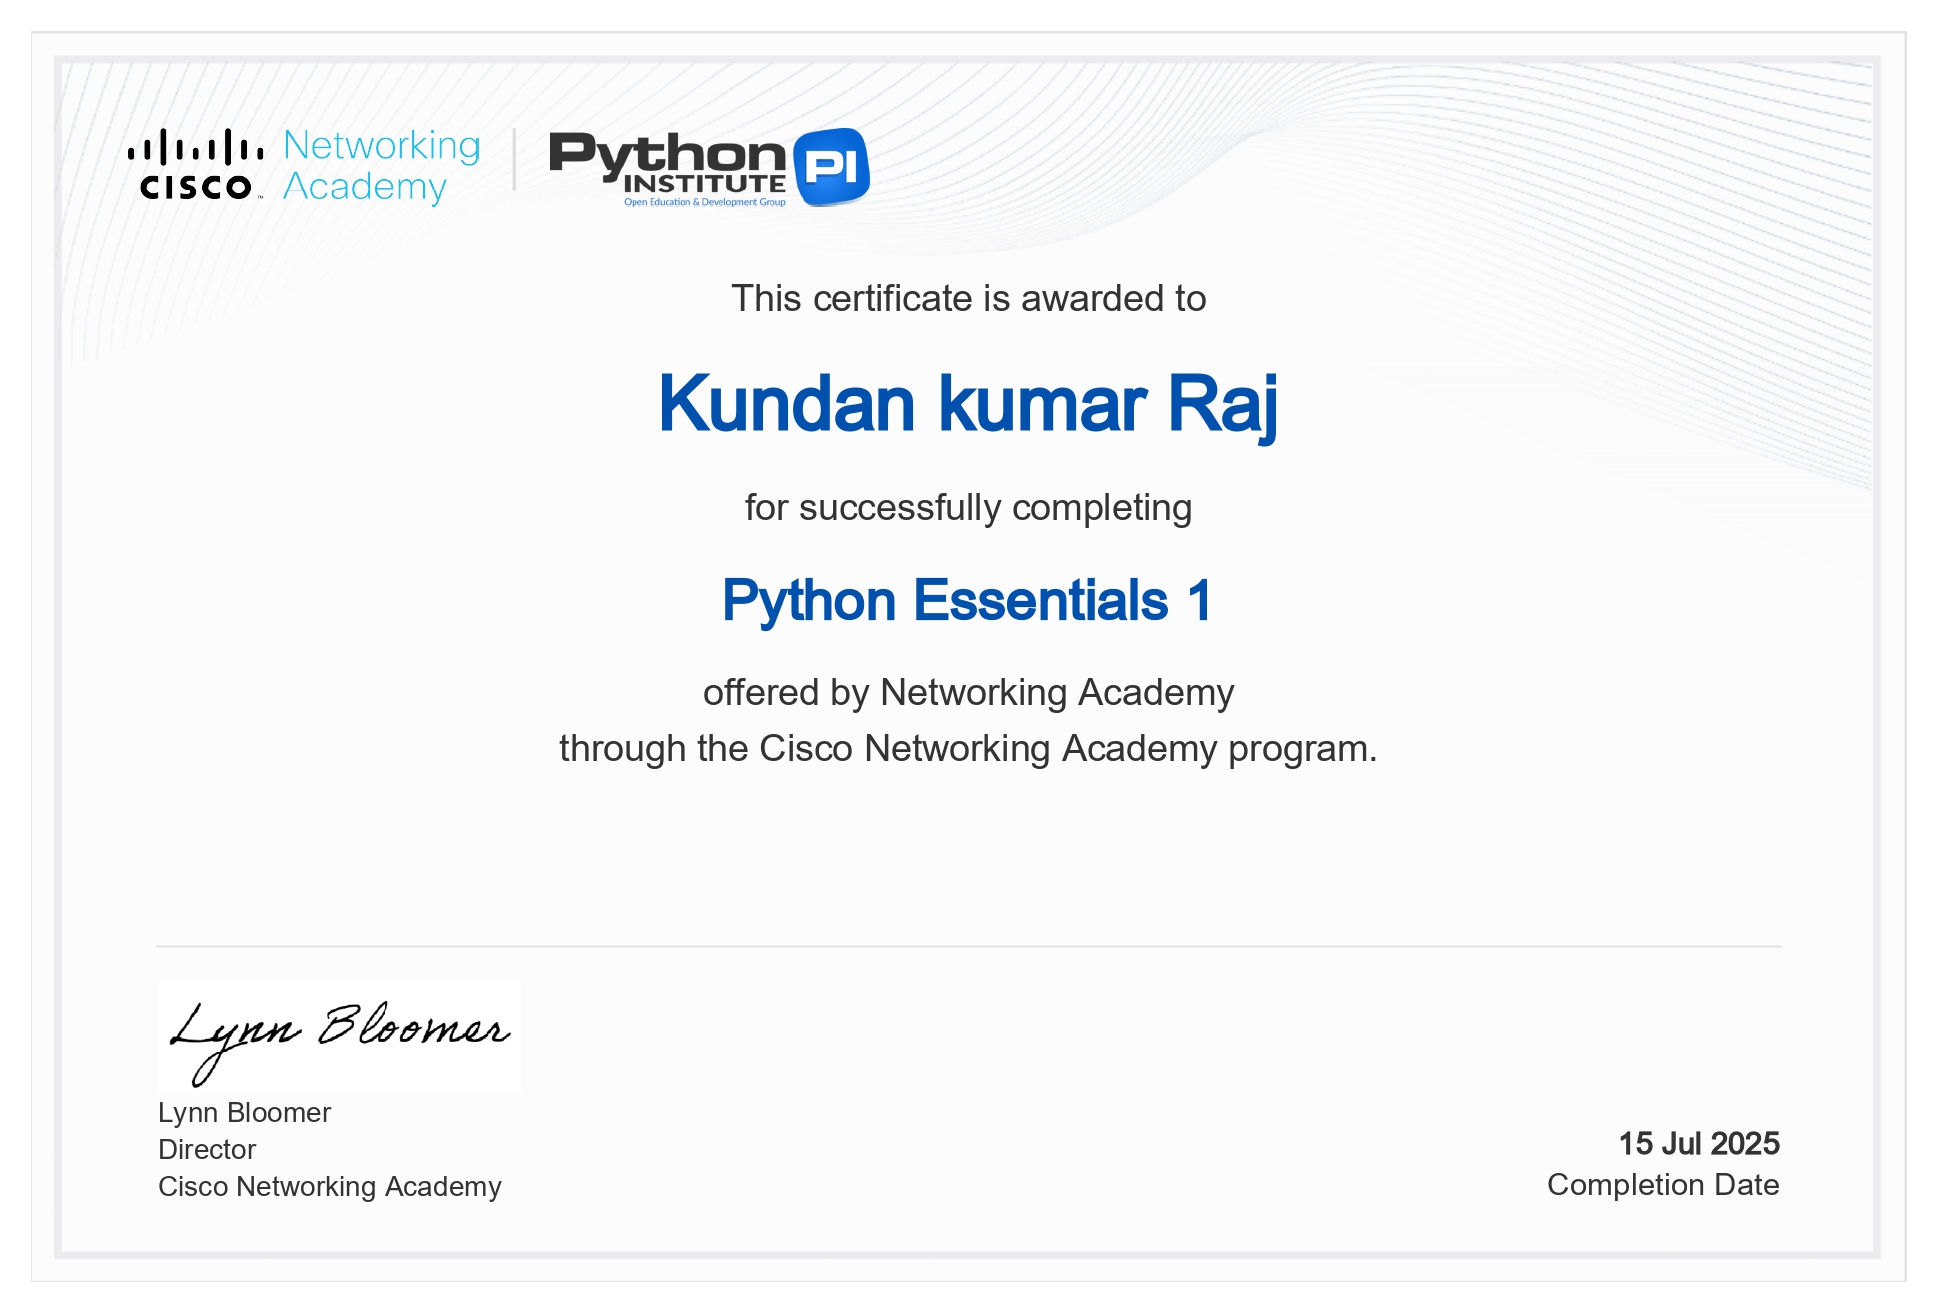 CISCO™ Networking Academy
Python INSTITUTE PI
Open Education & Development Group
This certificate is awarded to
Kundan kumar Raj
for successfully completing
Python Essentials 1
offered by Networking Academy
through the Cisco Networking Academy program.
Lynn Bloomer
Lynn Bloomer
Director
Cisco Networking Academy
15 Jul 2025
Completion Date